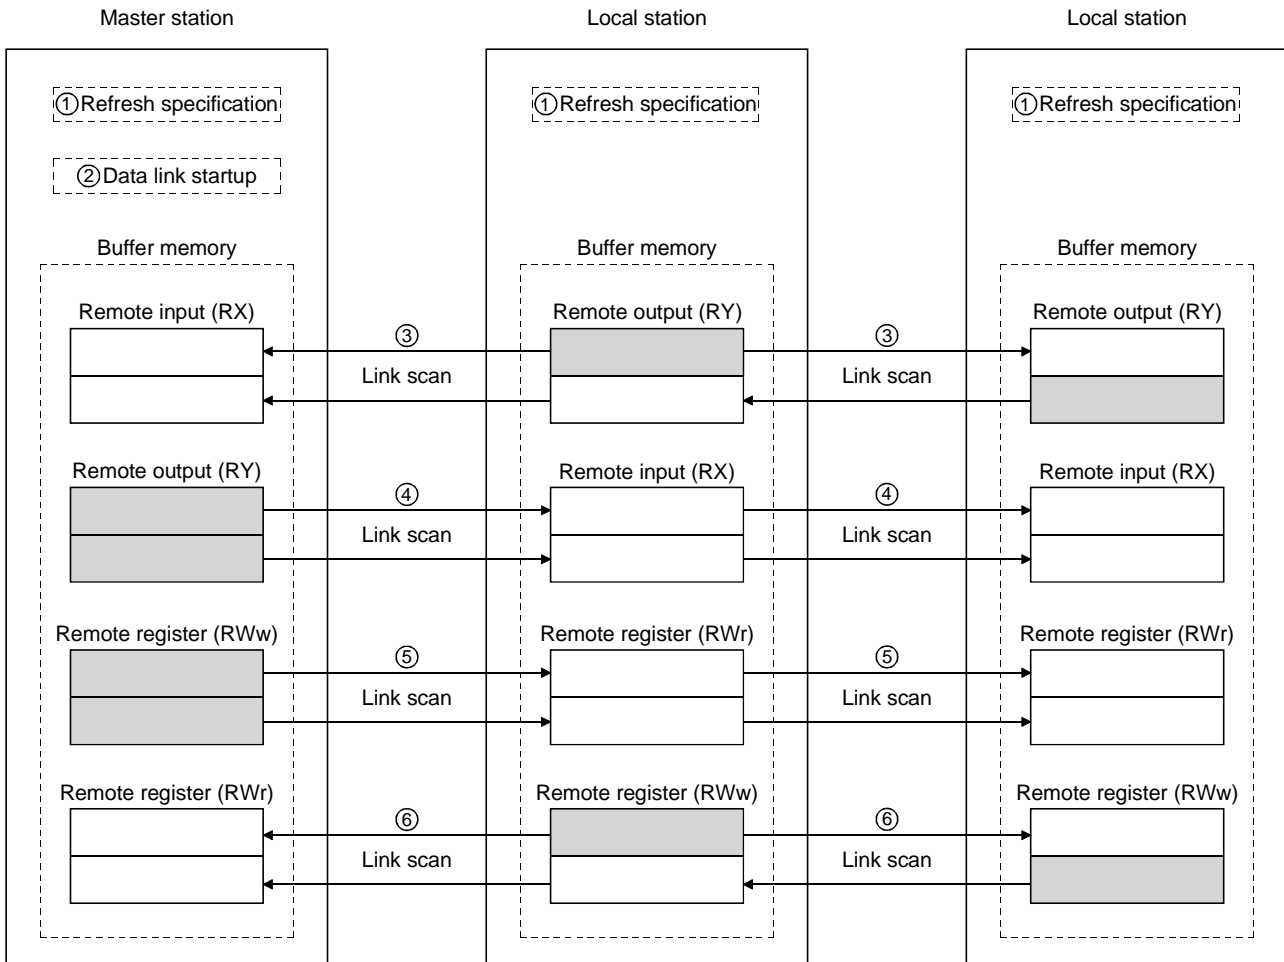 Master station
Local station
Local station
①Refresh specification
①Refresh specification
①Refresh specification
②Data link startup
Buffer memory
Buffer memory
Buffer memory
Remote input (RX)
Remote output (RY)
Remote output (RY)
③
③
Link scan
Link scan
Remote output (RY)
Remote input (RX)
Remote input (RX)
④
④
Link scan
Link scan
Remote register (RWw)
Remote register (RWr)
Remote register (RWr)
⑤
⑤
Link scan
Link scan
Remote register (RWr)
Remote register (RWw)
Remote register (RWw)
⑥
⑥
Link scan
Link scan